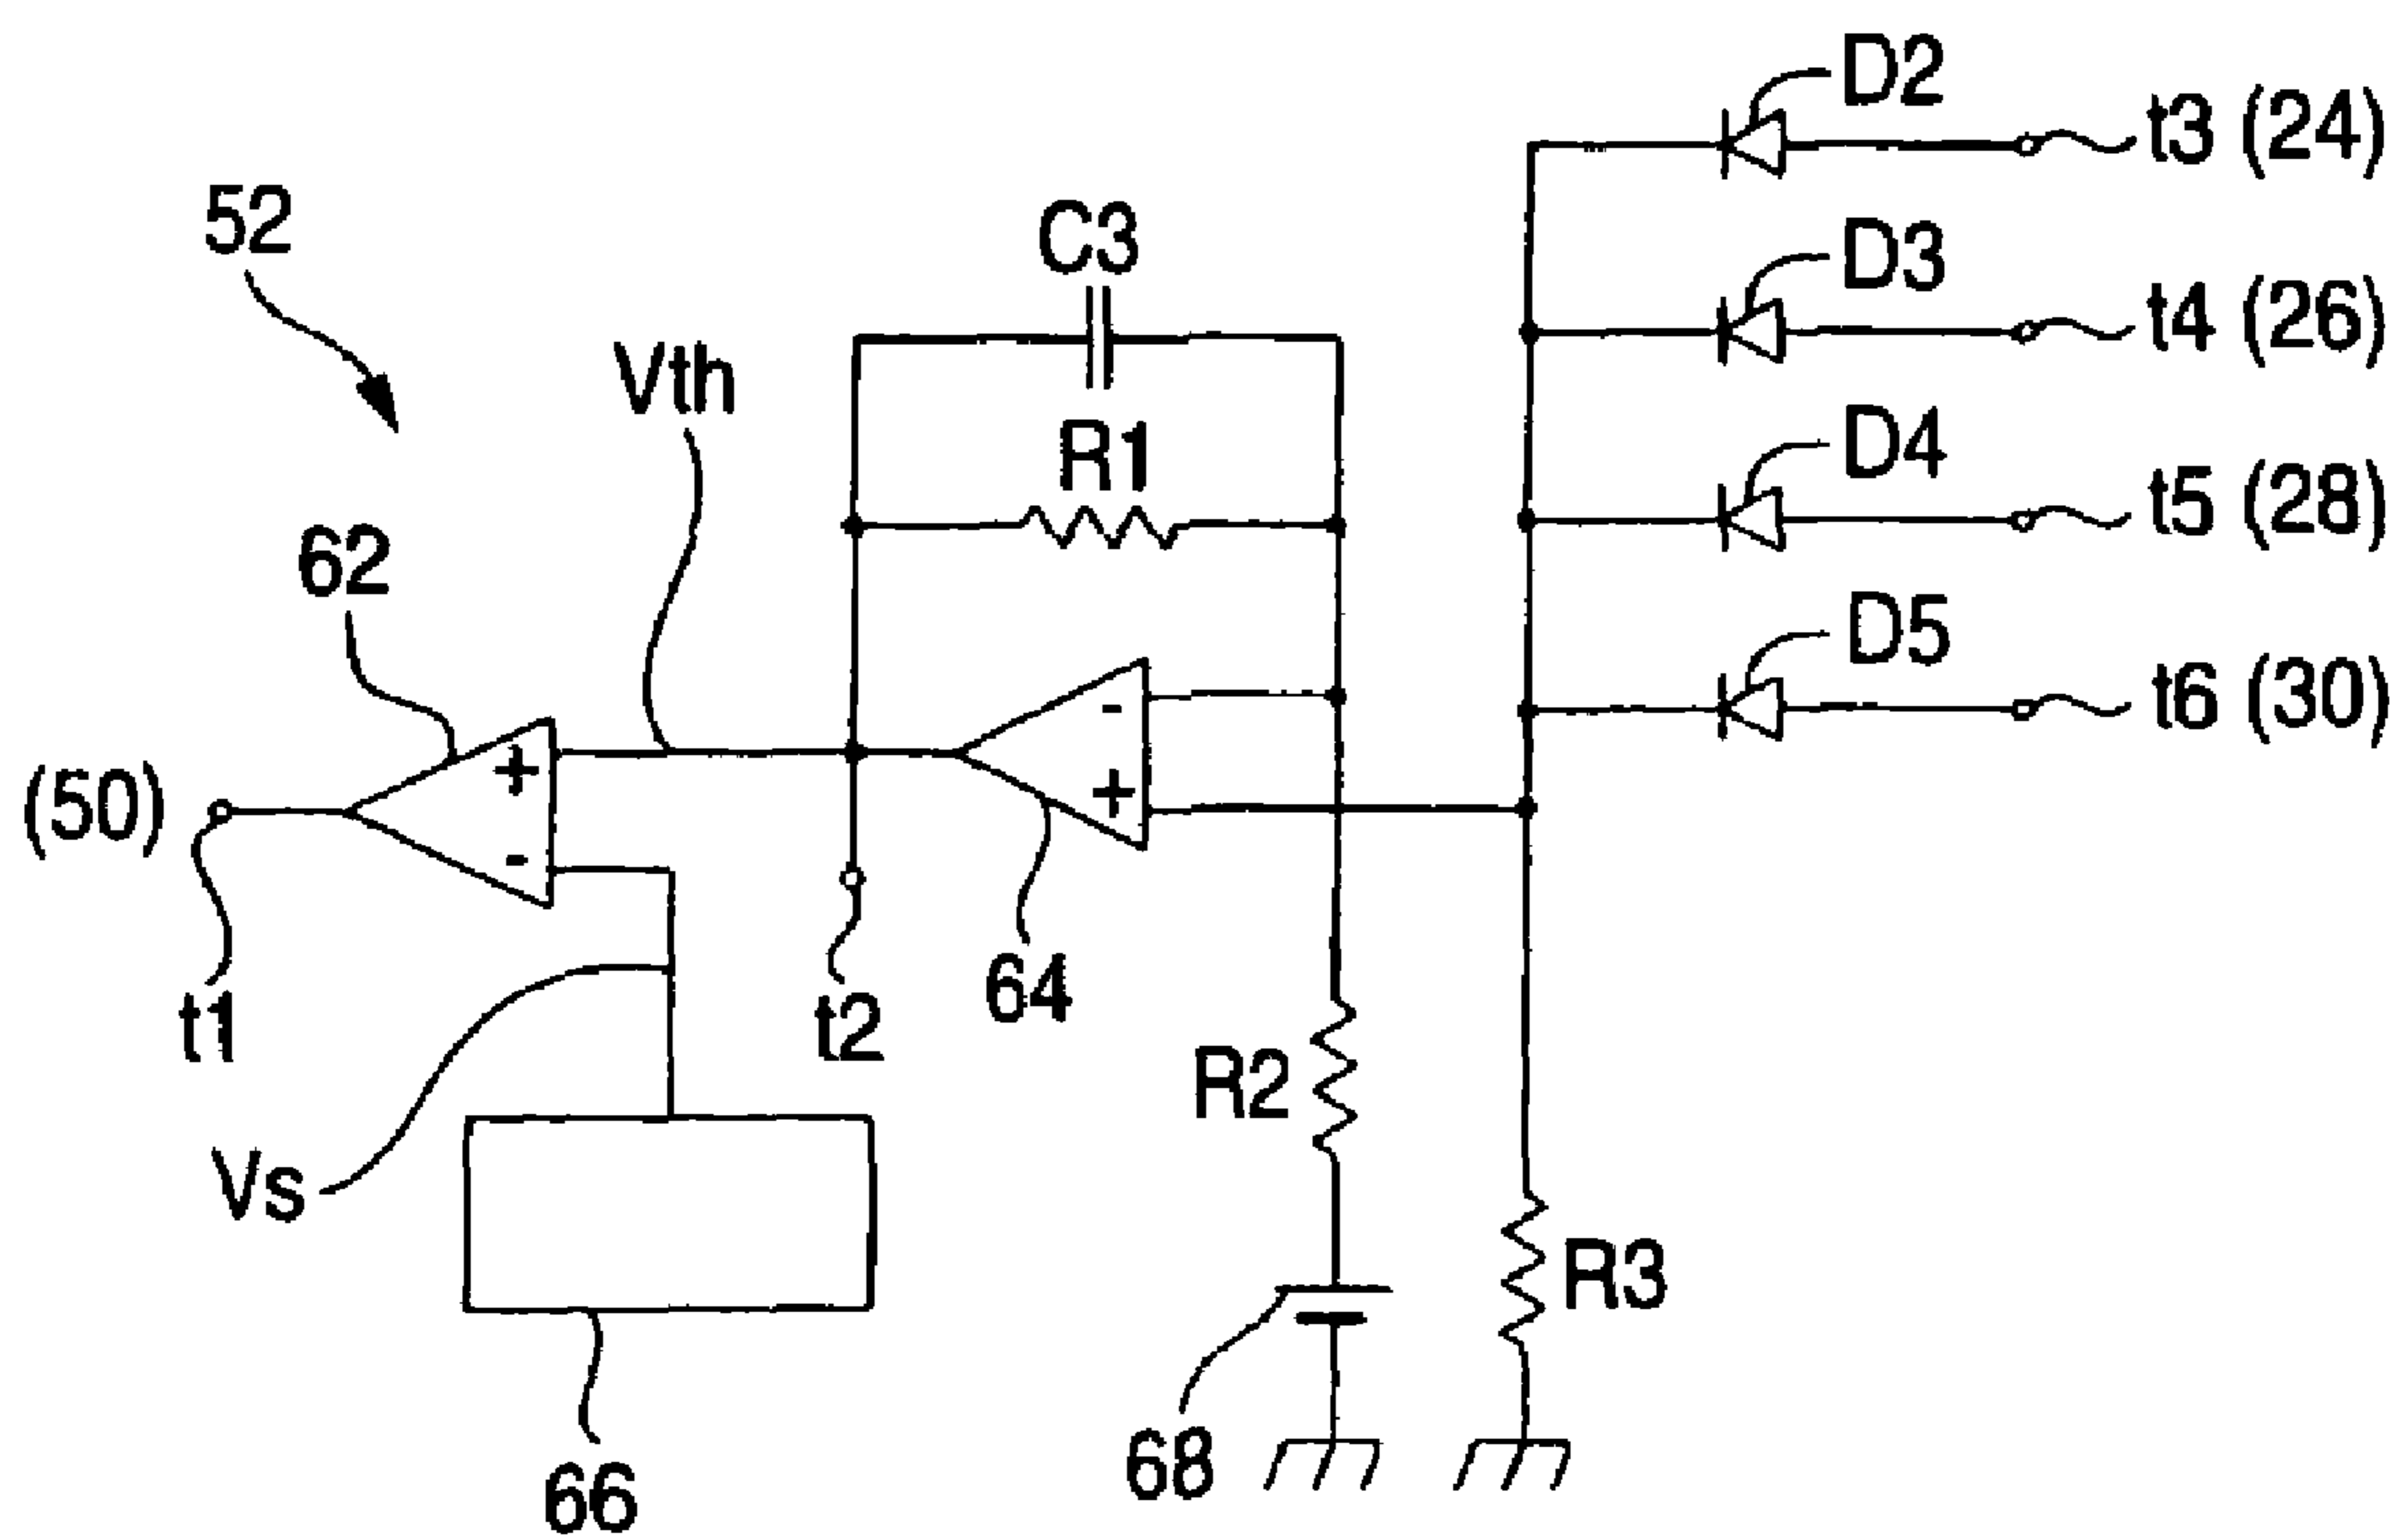 D2
t3 (24)
52
C3
D3
t4 (26)
Vth
R1
D4
t5 (28)
62
D5
t6 (30)
-
+
+
-
(50)
t1
t2
64
R2
Vs
R3
68
66